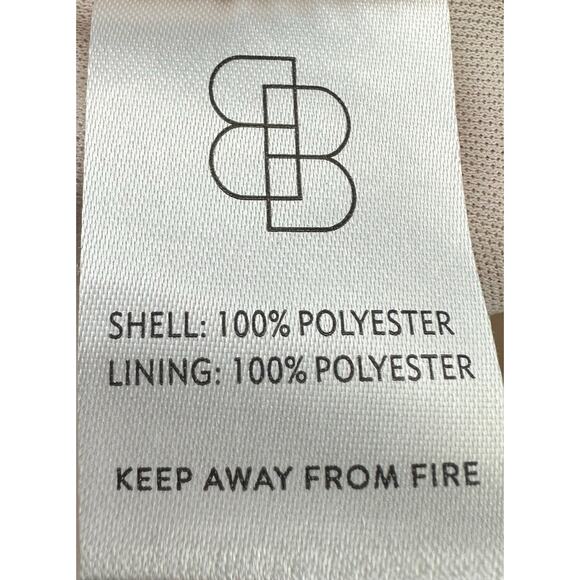 SHELL: 100% POLYESTER
LINING: 100% POLYESTER
KEEP AWAY FROM FIRE